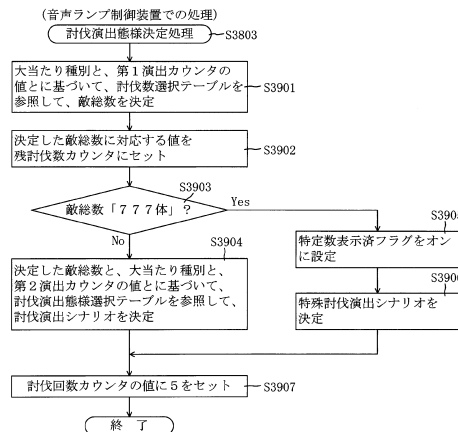 (音声ランプ制御装置での処理)
討伐演出態様決定処理
S3803
大当たり種別と、第1演出カウンタの
値とに基づいて、討伐数選択テーブルを
参照して、敵総数を決定
S3901
決定した敵総数に対応する値を
残討伐数カウンタにセット
S3902
S3903
敵総数「777体」?
Yes
No
S3904
決定した敵総数と、大当たり種別と、
第2演出カウンタの値とに基づいて、
討伐演出態様選択テーブルを参照して、
討伐演出シナリオを決定
特定数表示済フラグをオン
に設定
特殊討伐演出シナリオを
決定
討伐回数カウンタの値に5をセット
S3907
終 了